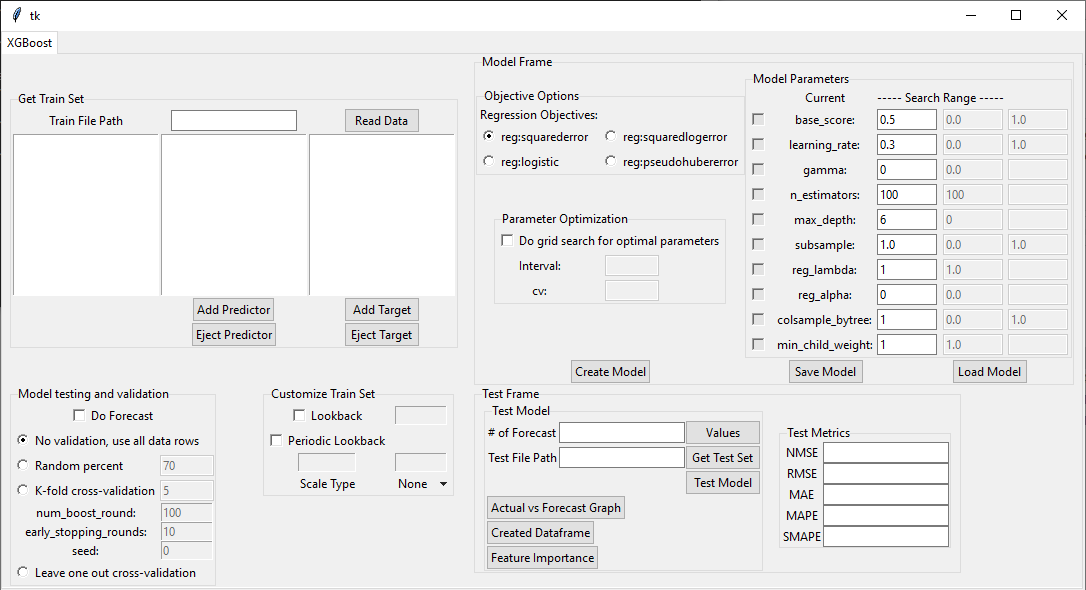 tk
XGBoost
Get Train Set
Train File Path
Read Data
Add Predictor
Add Target
Eject Predictor
Eject Target
Model testing and validation
Do Forecast
No validation, use all data rows
Random percent 70
K-fold cross-validation 5
num_boost_round: 100
early_stopping_rounds: 10
seed: 0
Leave one out cross-validation
Customize Train Set
Lookback
Periodic Lookback
Scale Type None
Model Frame
Objective Options
Regression Objectives:
reg:squarederror reg:squaredlogerror
reg:logistic reg:pseudohubererror
Parameter Optimization
Do grid search for optimal parameters
Interval:
cv:
Model Parameters
Current ----- Search Range -----
base_score: 0.5 0.0 1.0
learning_rate: 0.3 0.0 1.0
gamma: 0 0.0
n_estimators: 100 100
max_depth: 6 0
subsample: 1.0 0.0 1.0
reg_lambda: 1 1.0
reg_alpha: 0 0.0
colsample_bytree: 1 0.0 1.0
min_child_weight: 1 1.0
Create Model Save Model Load Model
Test Frame
Test Model
# of Forecast Values
Test File Path Get Test Set
Test Model
Actual vs Forecast Graph
Created Dataframe
Feature Importance
Test Metrics
NMSE
RMSE
MAE
MAPE
SMAPE